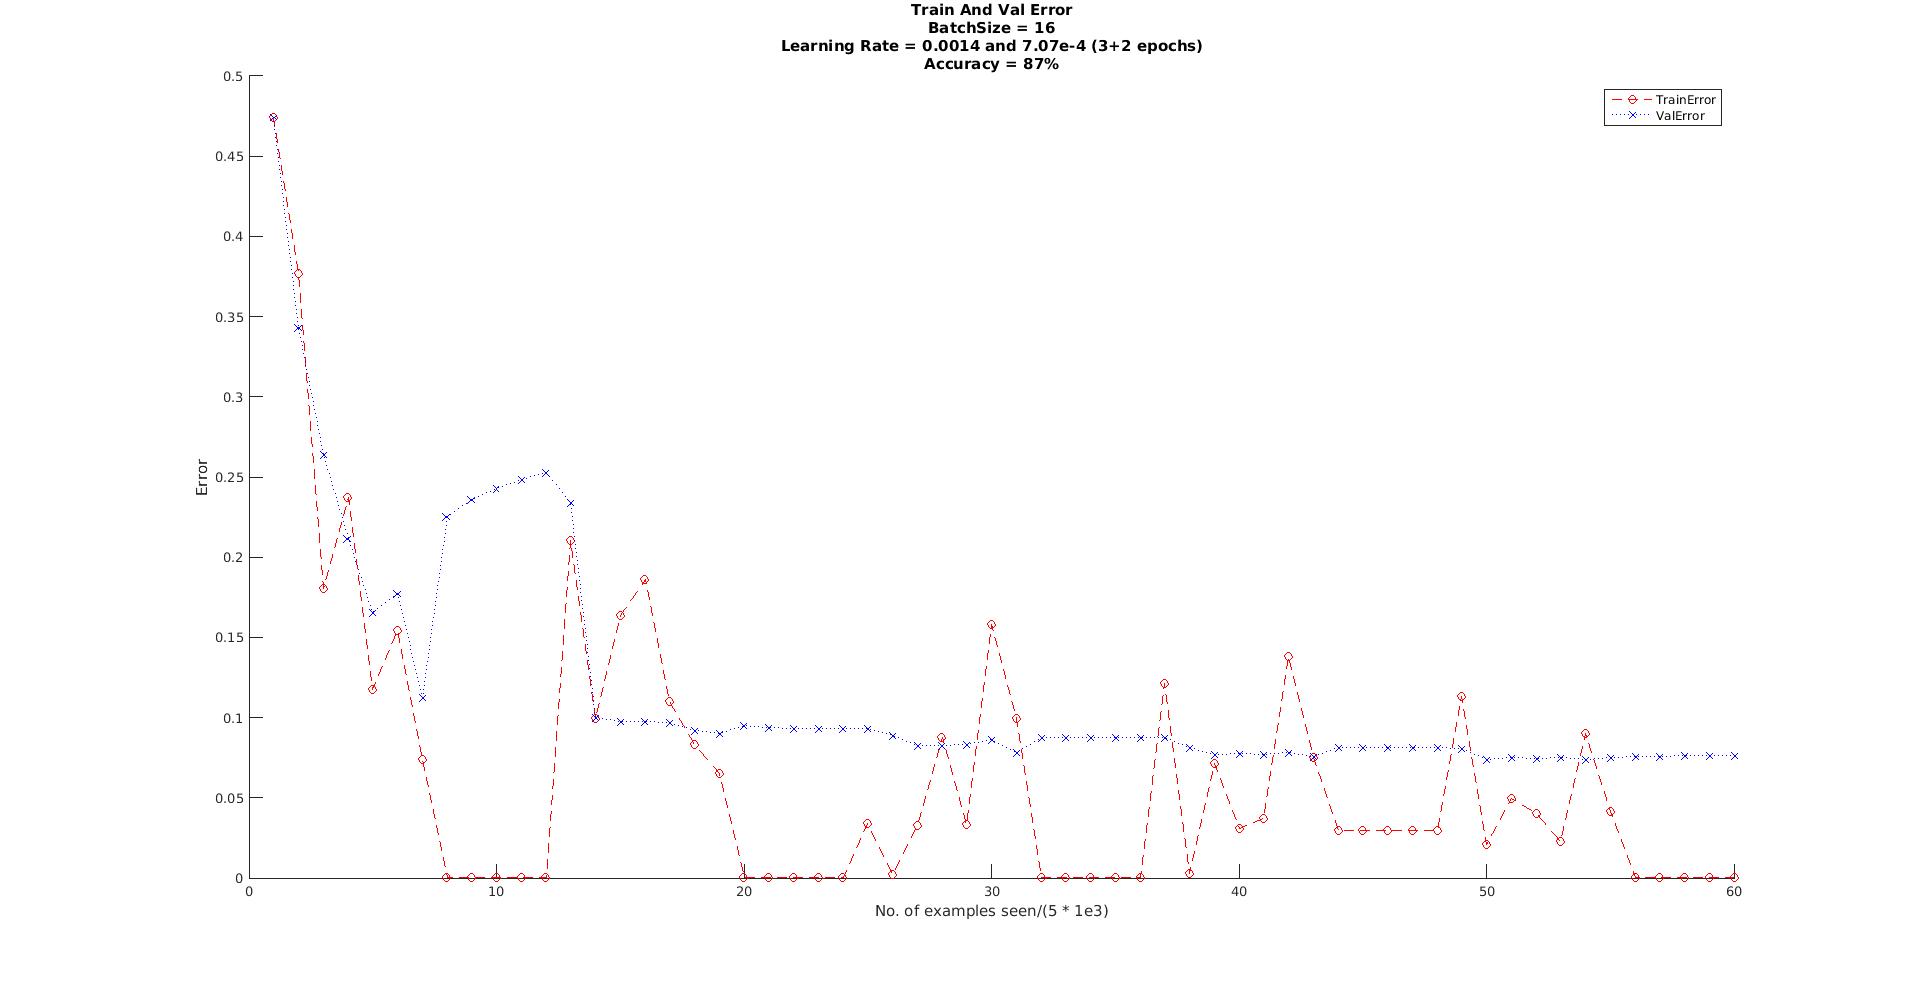 Train And Val Error
BatchSize = 16
Learning Rate = 0.0014 and 7.07e-4 (3+2 epochs)
Accuracy = 87%
0.5
0.45
0.4
0.35
0.3
0.25
0.2
0.15
0.1
0.05
0
Error
TrainError
ValError
0 10 20 30 40 50 60
No. of examples seen/(5 * 1e3)